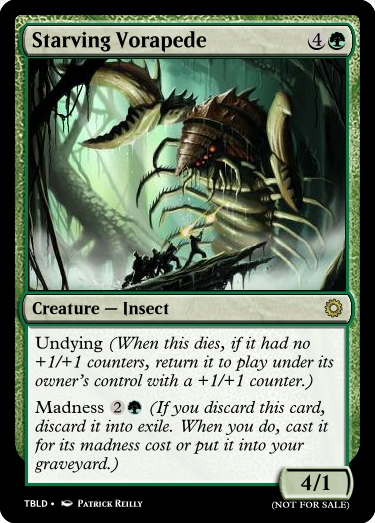 Starving Vorapede 4
Creature — Insect
Undying (When this dies, if it had no
+1/+1 counters, return it to play under its
owner's control with a +1/+1 counter.)
Madness 2 (If you discard this card,
discard it into exile. When you do, cast it
for its madness cost or put it into your
graveyard.)
4/1
TBLD • Patrick Reilly
(NOT FOR SALE)